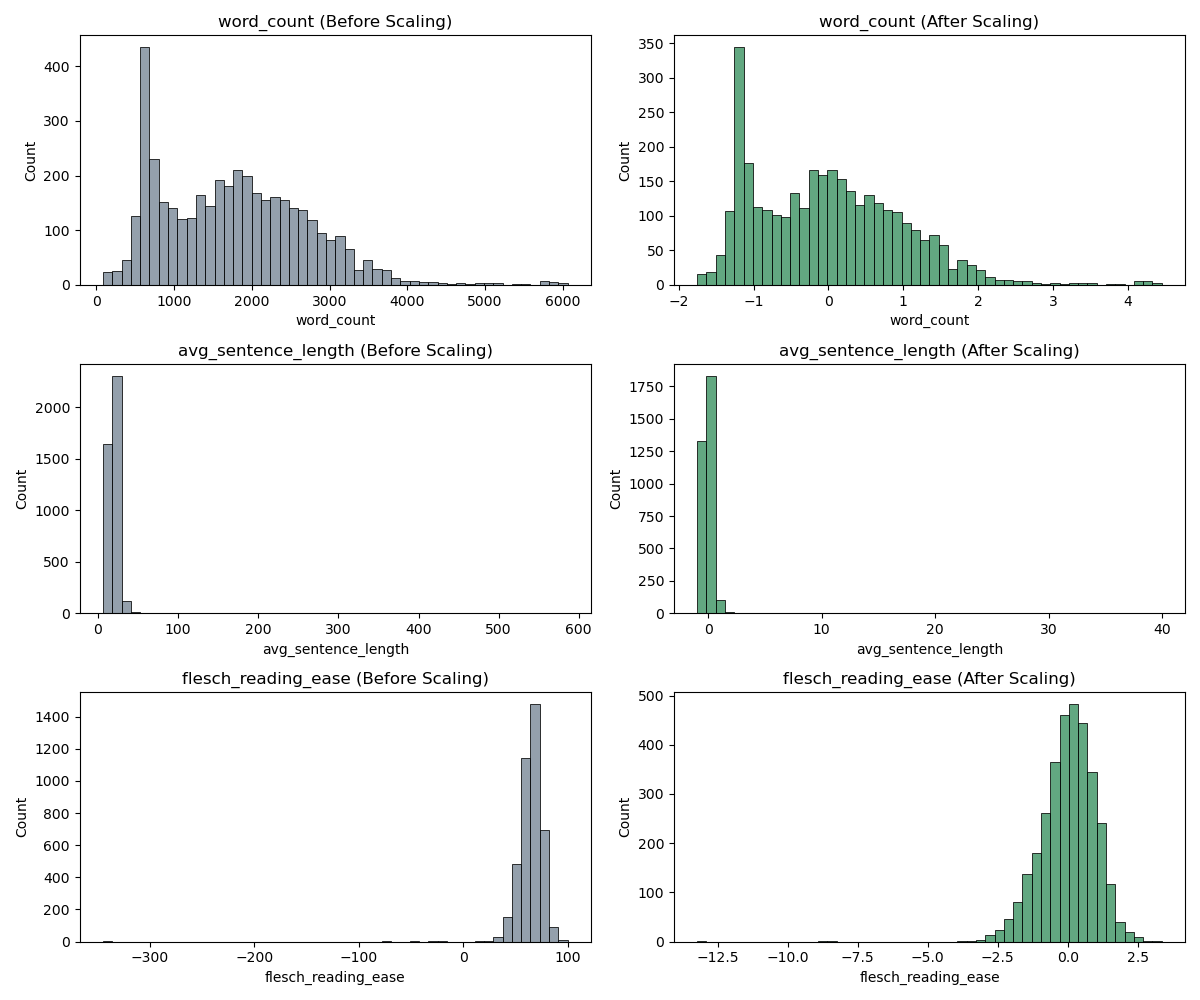 word_count (Before Scaling)
400
300
200
100
0
Count
0 1000 2000 3000 4000 5000 6000
word_count
word_count (After Scaling)
350
300
250
200
150
100
50
0
Count
−2 −1 0 1 2 3 4
word_count
avg_sentence_length (Before Scaling)
2000
1500
1000
500
0
Count
0 100 200 300 400 500 600
avg_sentence_length
avg_sentence_length (After Scaling)
1750
1500
1250
1000
750
500
250
0
Count
0 10 20 30 40
avg_sentence_length
flesch_reading_ease (Before Scaling)
1400
1200
1000
800
600
400
200
0
Count
−300 −200 −100 0 100
flesch_reading_ease
flesch_reading_ease (After Scaling)
500
400
300
200
100
0
Count
−12.5 −10.0 −7.5 −5.0 −2.5 0.0 2.5
flesch_reading_ease